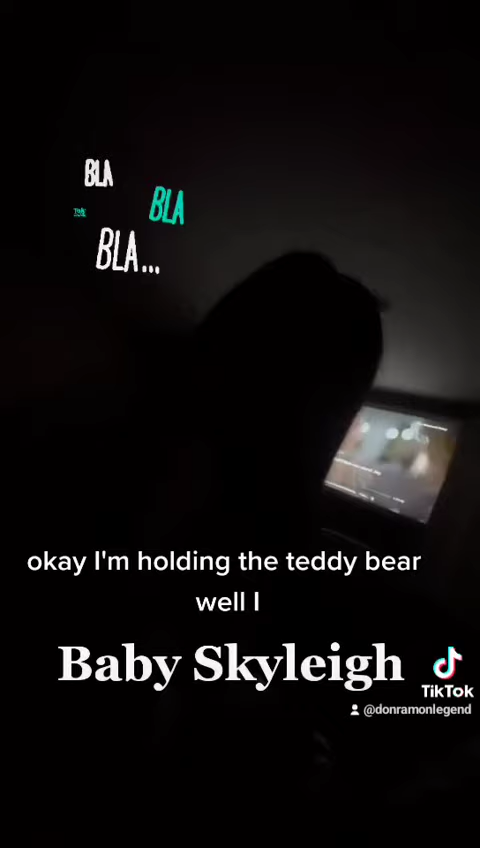 BLA
BLA
BLA...
okay I'm holding the teddy bear
well I
Baby Skyleigh
TikTok
@donramonlegend